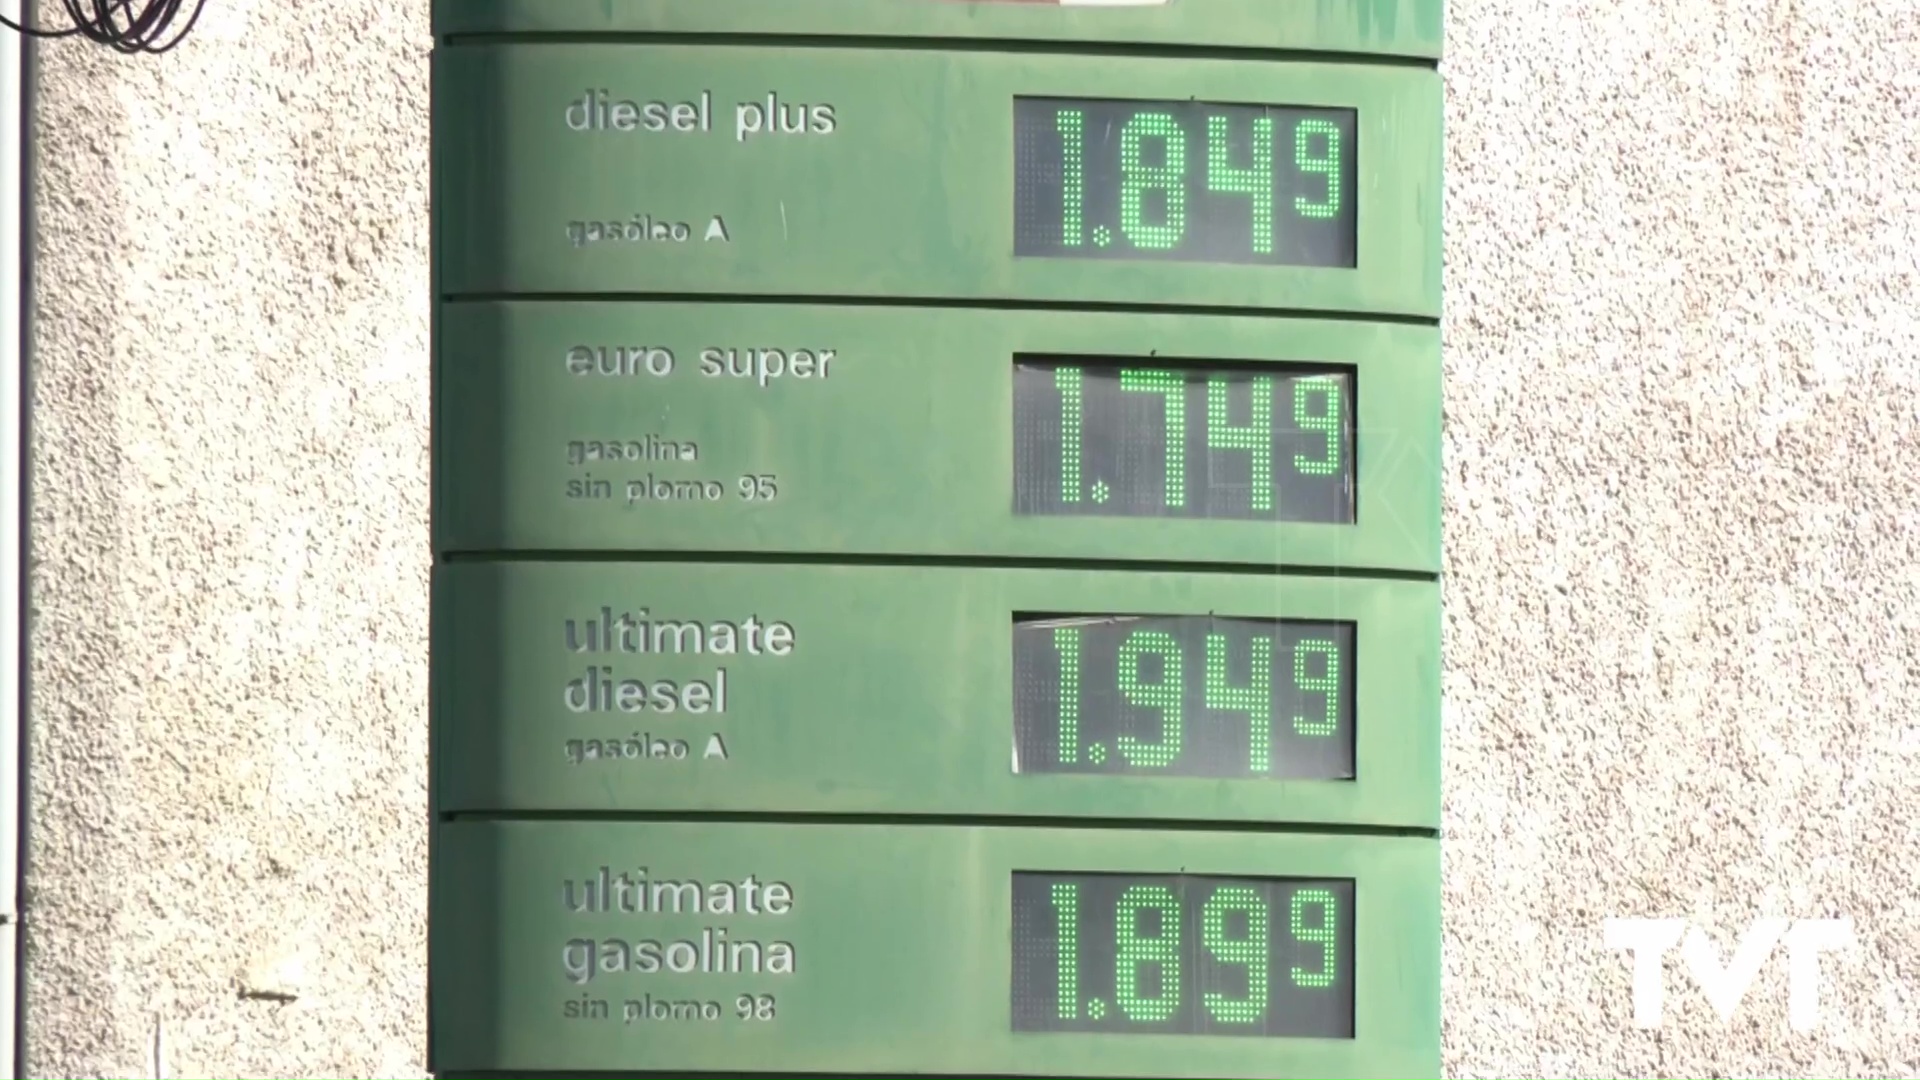 diesel plus
1.849
gasóleo A
euro super
1.749
gasolina
sin plomo 95
ultimate
diesel
1.949
gasóleo A
ultimate
gasolina
1.899
sin plomo 98
TVT